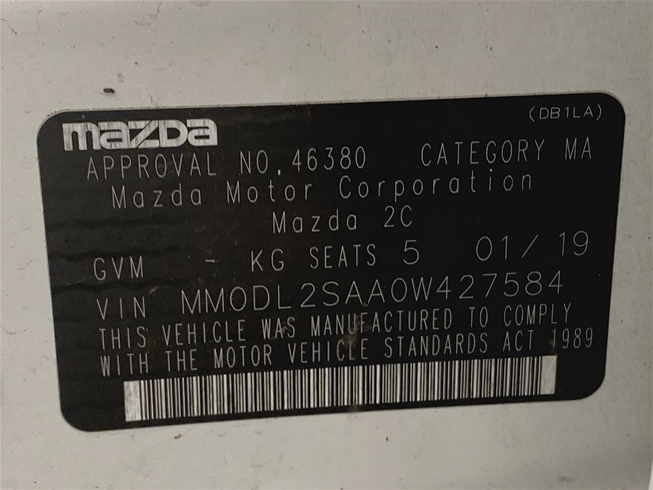 (DB1LA)
mazda
APPROVAL NO.46380 CATEGORY MA
Mazda Motor Corporation
Mazda 2C
GVM - KG SEATS 5 01/19
VIN MM0DL2SAA0W427584
THIS VEHICLE WAS MANUFACTURED TO COMPLY
WITH THE MOTOR VEHICLE STANDARDS ACT 1989